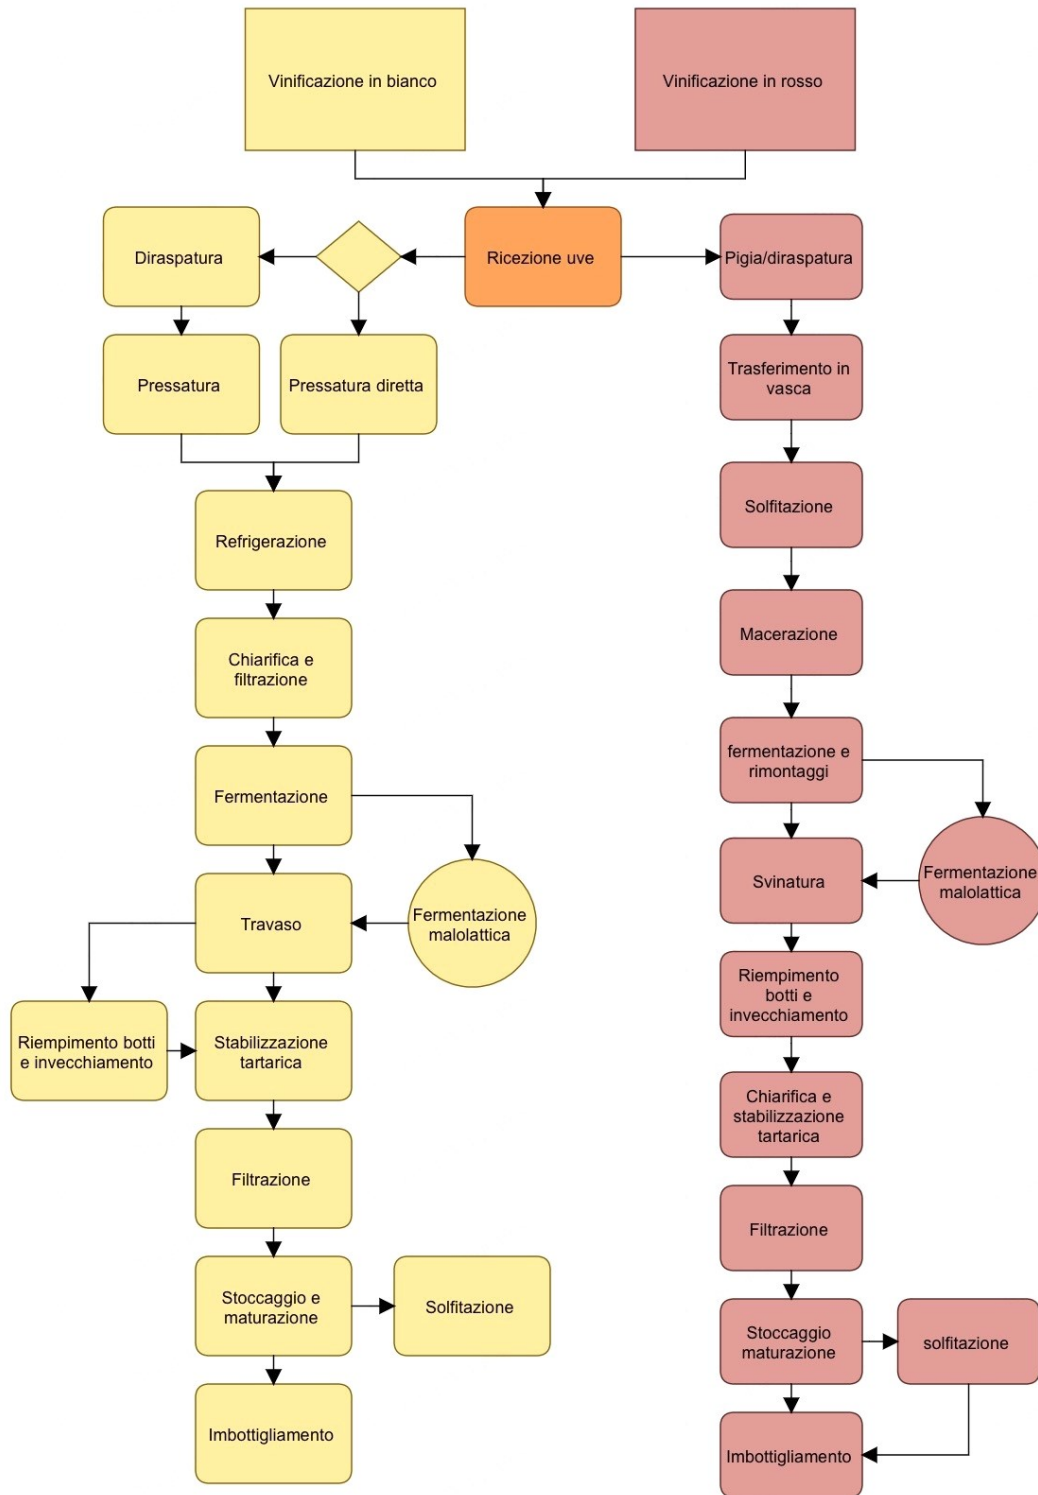 Vinificazione in bianco
Vinificazione in rosso
Diraspatura
Ricezione uve
Pigia/diraspatura
Pressatura
Pressatura diretta
Trasferimento in
vasca
Refrigerazione
Solfitazione
Chiarifica e
filtrazione
Macerazione
Fermentazione
fermentazione e
rimontaggi
Travaso
Fermentazione
malolattica
Svinatura
Fermentazione
malolattica
Riempimento botti
e invecchiamento
Stabilizzazione
tartarica
Riempimento
botti e
invecchiamento
Chiarifica e
stabilizzazione
tartarica
Filtrazione
Filtrazione
Stoccaggio e
maturazione
Solfitazione
Stoccaggio
maturazione
solfitazione
Imbottigliamento
Imbottigliamento